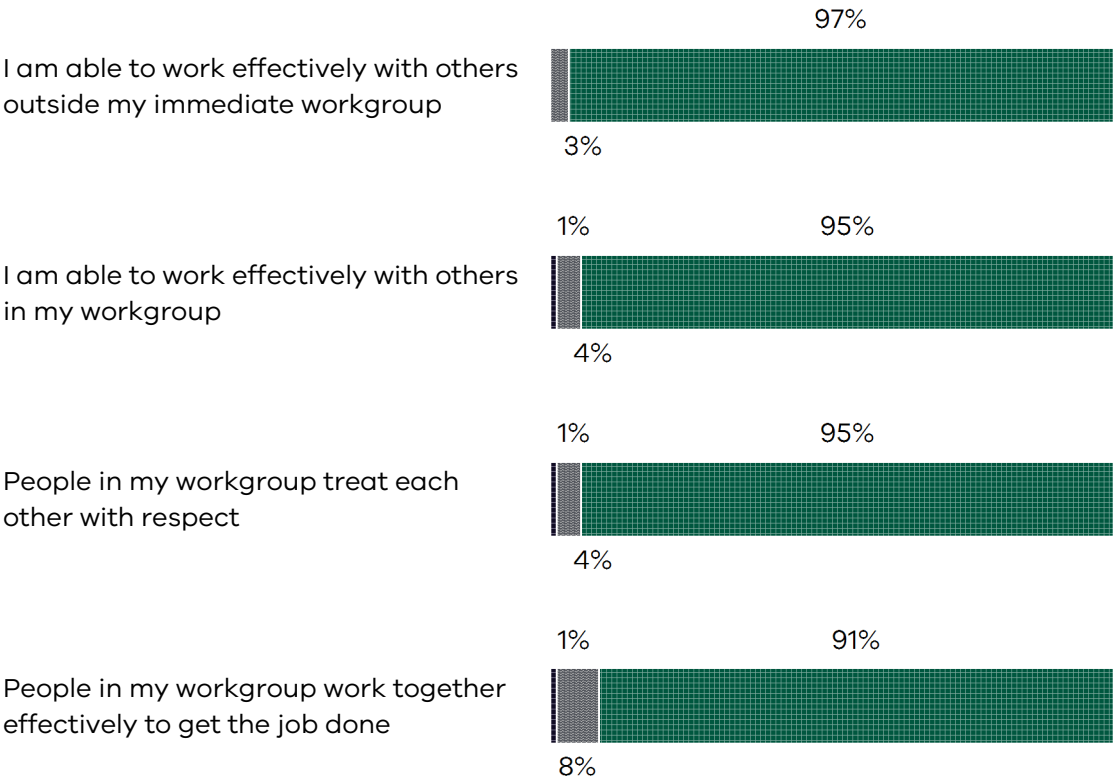 97%
I am able to work effectively with others
outside my immediate workgroup
3%
1% 95%
I am able to work effectively with others
in my workgroup
4%
1% 95%
People in my workgroup treat each
other with respect
4%
1% 91%
People in my workgroup work together
effectively to get the job done
8%